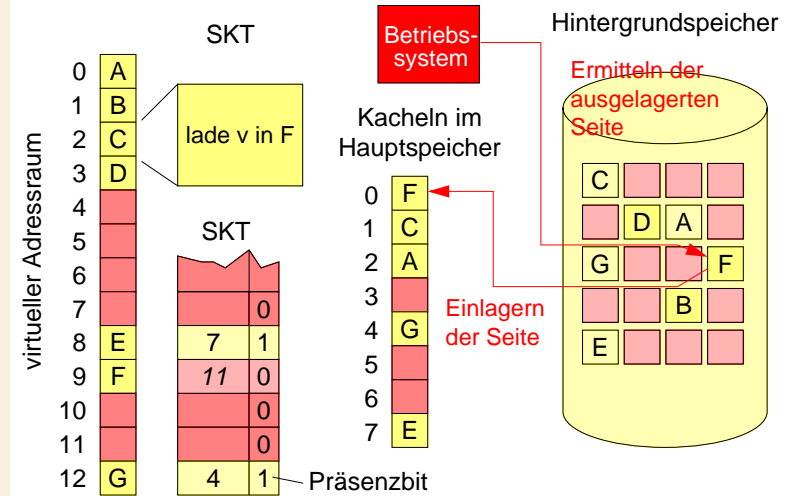 SKT
Betriebs-
system
Hintergrundspeicher
virtueller Adressraum
0 A
1 B
2 C
3 D
4
5
6
7
8 E
9 F
10
11
12 G
lade v in F
SKT
0
7 1
11 0
0
0
4 1
Präsenzbit
Kacheln im
Hauptspeicher
0 F
1 C
2 A
3
4 G
5
6
7 E
Ermitteln der
ausgelagerten
Seite
Einlagern
der Seite
C
D A
G F
B
E